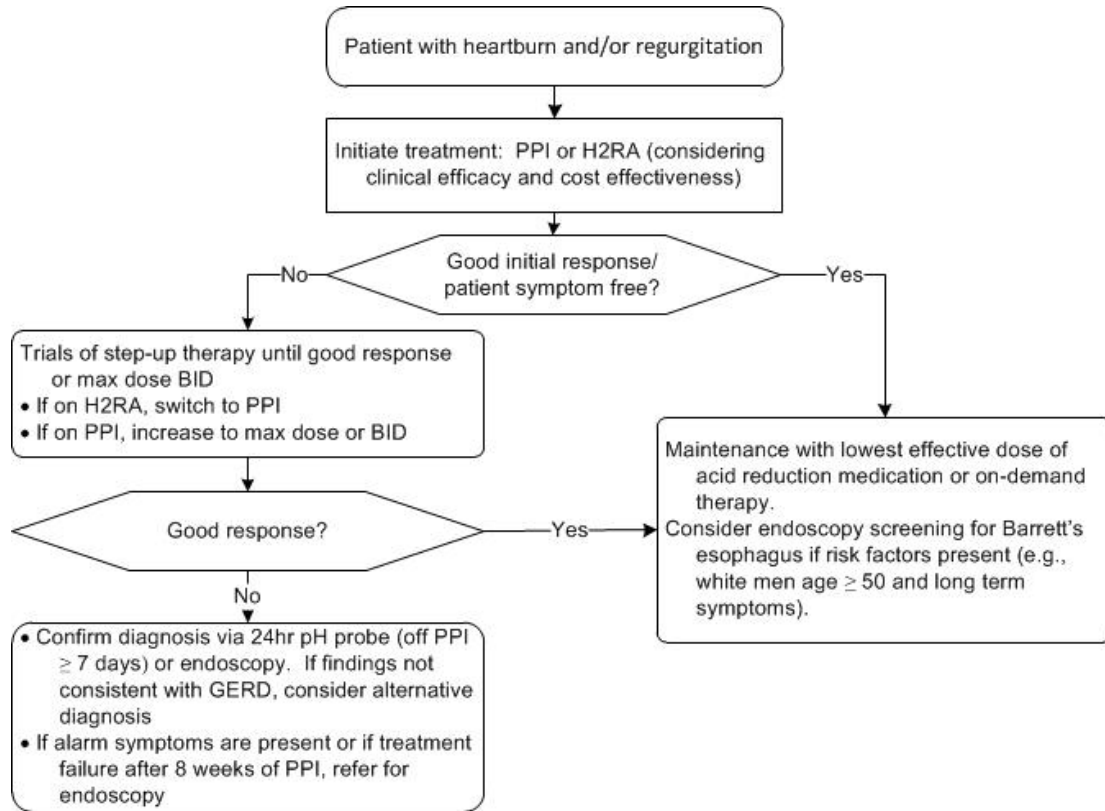 Patient with heartburn and/or regurgitation
Initiate treatment: PPI or H2RA (considering
clinical efficacy and cost effectiveness)
Good initial response/
patient symptom free?
No
Yes
Trials of step-up therapy until good response
or max dose BID
• If on H2RA, switch to PPI
• If on PPI, increase to max dose or BID
Maintenance with lowest effective dose of
acid reduction medication or on-demand
therapy.
Consider endoscopy screening for Barrett's
esophagus if risk factors present (e.g.,
white men age ≥ 50 and long term
symptoms).
Good response?
Yes
No
• Confirm diagnosis via 24hr pH probe (off PPI
≥ 7 days) or endoscopy. If findings not
consistent with GERD, consider alternative
diagnosis
• If alarm symptoms are present or if treatment
failure after 8 weeks of PPI, refer for
endoscopy